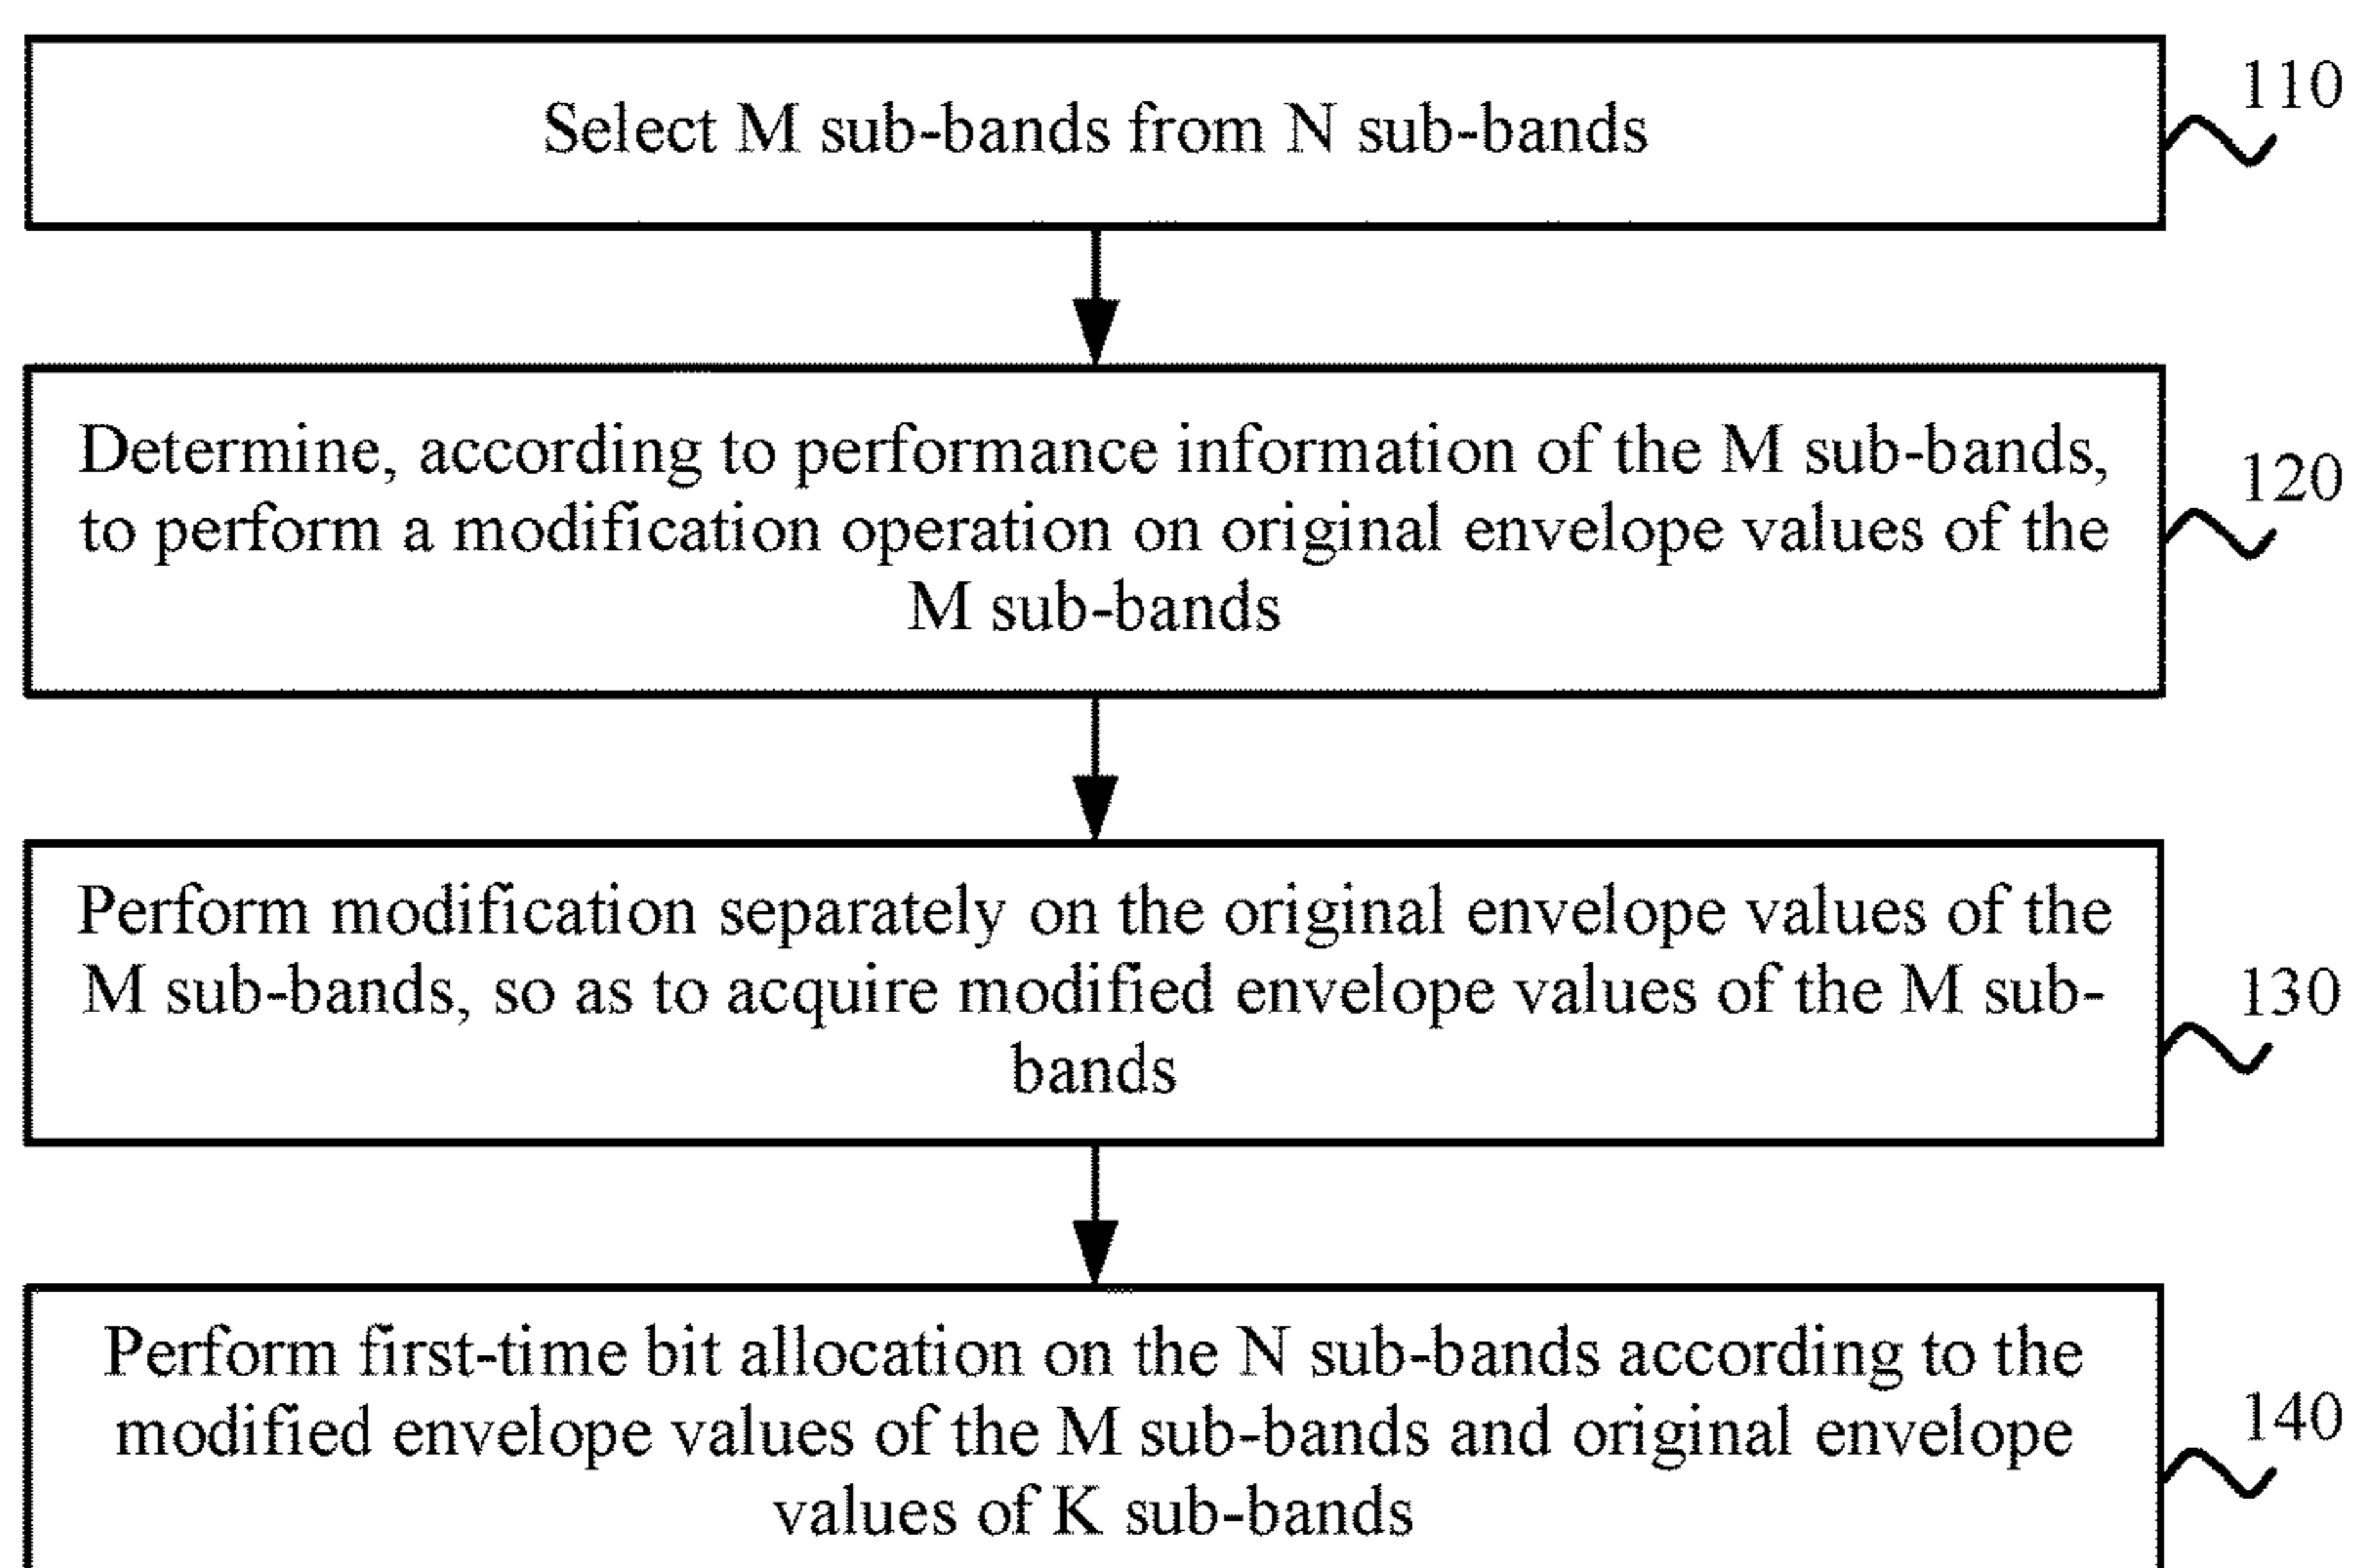 Select M sub-bands from N sub-bands
110
Determine, according to performance information of the M sub-bands,
to perform a modification operation on original envelope values of the
M sub-bands
120
Perform modification separately on the original envelope values of the
M sub-bands, so as to acquire modified envelope values of the M sub-
bands
130
Perform first-time bit allocation on the N sub-bands according to the
modified envelope values of the M sub-bands and original envelope
values of K sub-bands
140